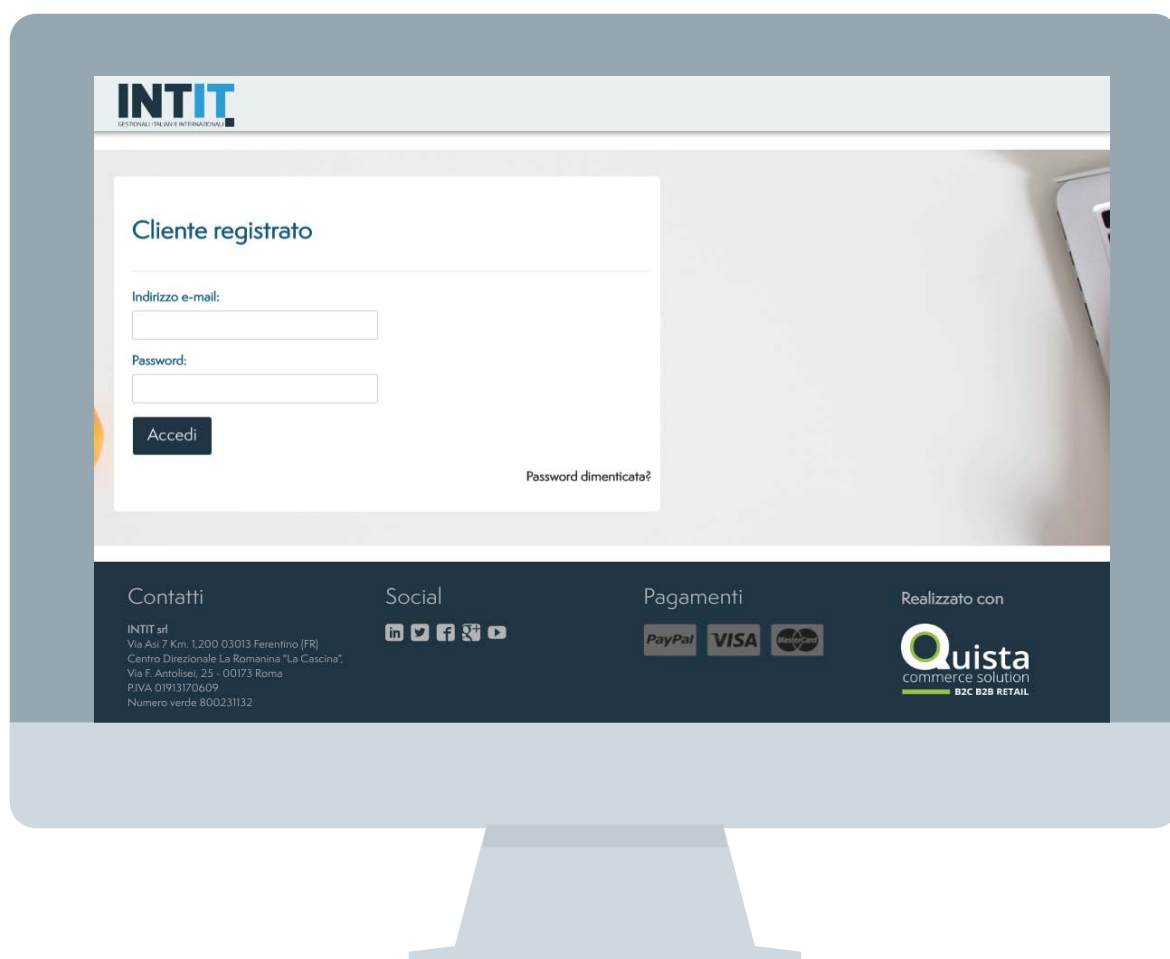 INTIT
GESTIONALI ITALIANI E INTERNAZIONALI
Cliente registrato
Indirizzo e-mail:
Password:
Accedi
Password dimenticata?
Contatti
INTIT srl
Via Asi 7 Km. 1,200 03013 Ferentino (FR)
Centro Direzionale La Romanina "La Cascina",
Via F. Antolisei, 25 - 00173 Roma
P.IVA 01913170609
Numero verde 800231132
Social
Pagamenti
PayPal VISA MasterCard
Realizzato con
Quista
commerce solution
B2C B2B RETAIL